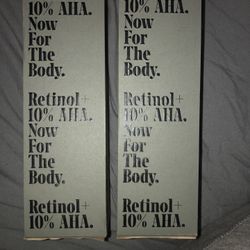 10% AHA.
Now
For
The
Body.
Retinol+
10% AHA.
Now
For
The
Body.
Retinol+
10% AHA.
10% AHA.
Now
For
The
Body.
Retinol+
10% AHA.
Now
For
The
Body.
Retinol+
10% AHA.